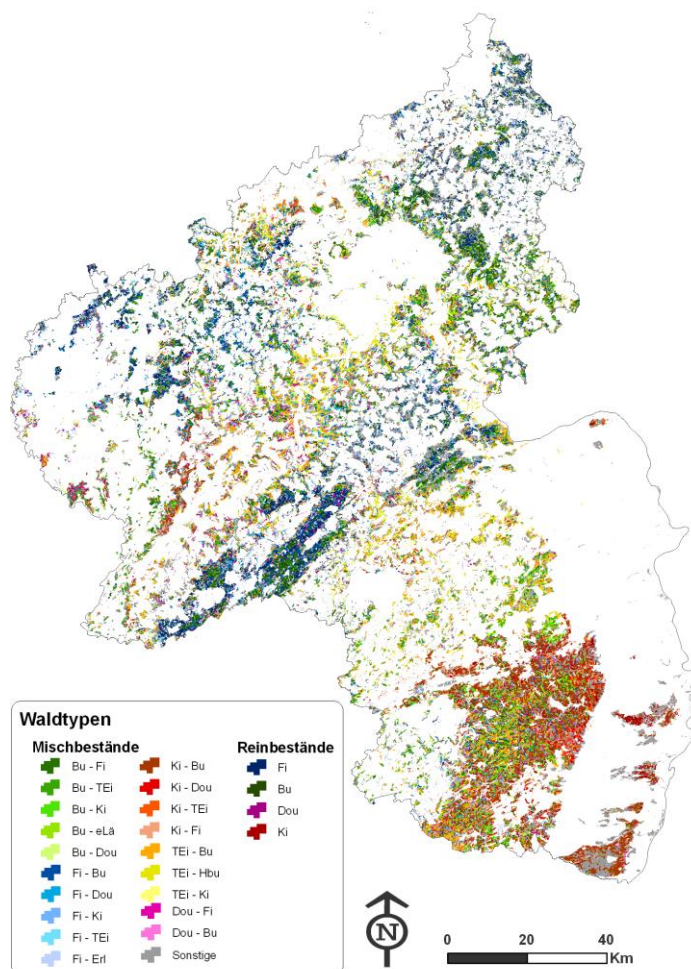 Waldtypen
Mischbestände
Bu - Fi
Bu - TEi
Bu - Ki
Bu - eLä
Bu - Dou
Fi - Bu
Fi - Dou
Fi - Ki
Fi - TEi
Fi - Erl
Ki - Bu
Ki - Dou
Ki - TEi
Ki - Fi
TEi - Bu
TEi - Hbu
TEi - Ki
Dou - Fi
Dou - Bu
Sonstige
Reinbestände
Fi
Bu
Dou
Ki
N
0 20 40
Km